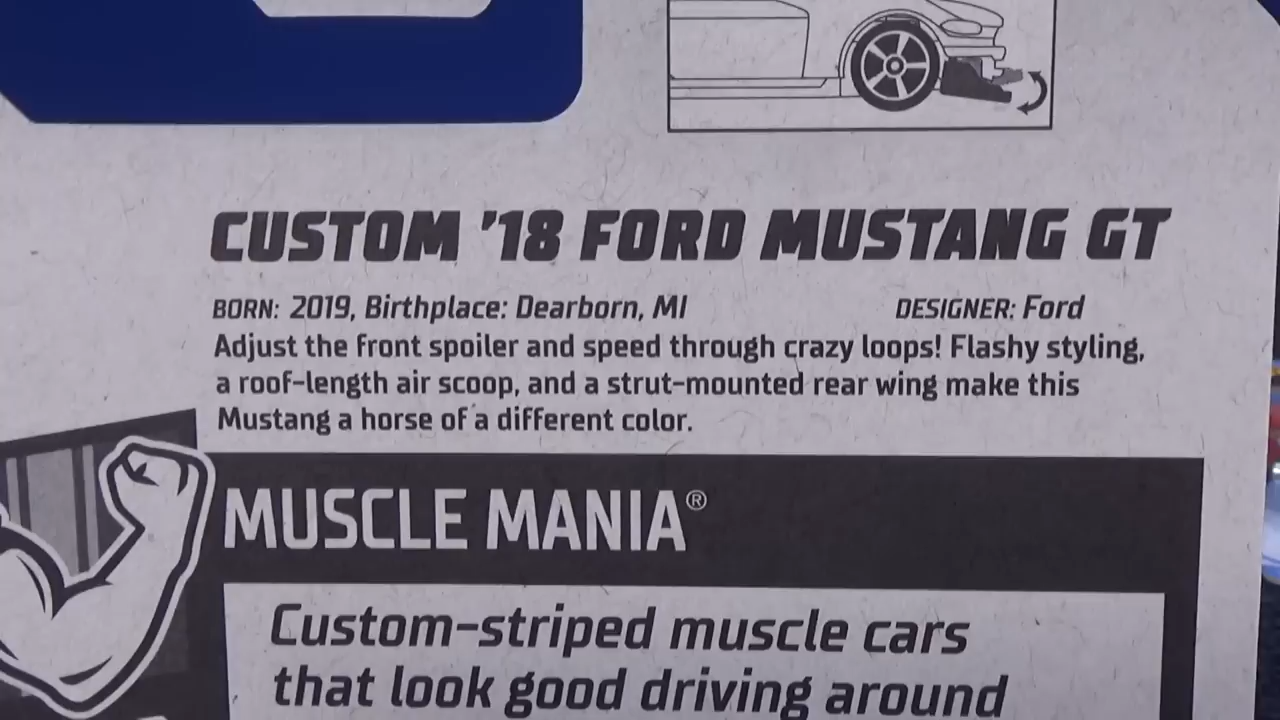 CUSTOM '18 FORD MUSTANG GT
BORN: 2019, Birthplace: Dearborn, MI DESIGNER: Ford
Adjust the front spoiler and speed through crazy loops! Flashy styling,
a roof-length air scoop, and a strut-mounted rear wing make this
Mustang a horse of a different color.
MUSCLE MANIA®
Custom-striped muscle cars
that look good driving around